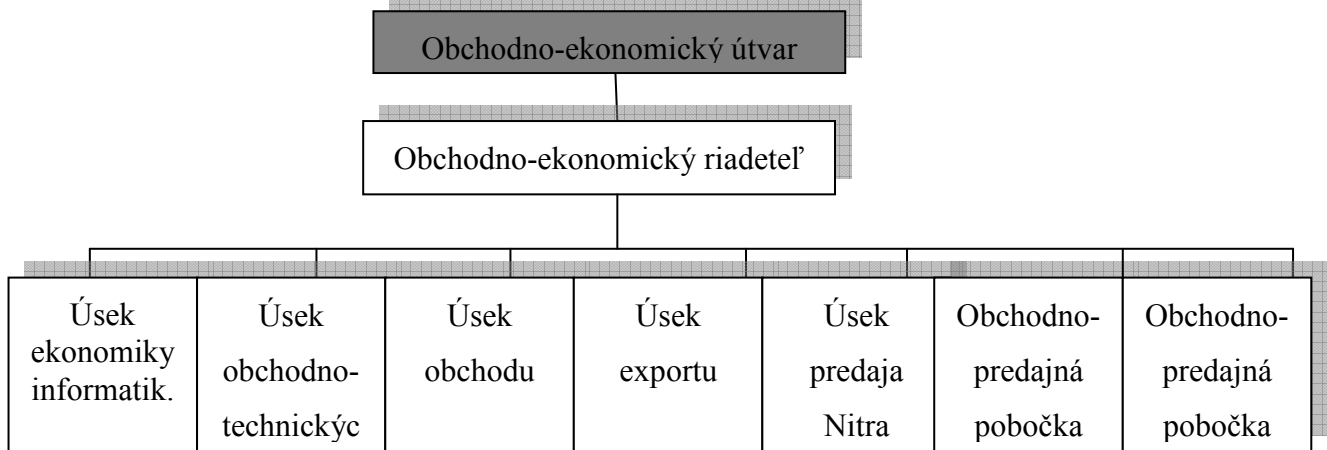 Obchodno-ekonomický útvar
Obchodno-ekonomický riadeteľ
Úsek
ekonomiky
informatik.
Úsek
obchodno-
technickýc
Úsek
obchodu
Úsek
exportu
Úsek
predaja
Nitra
Obchodno-
predajná
pobočka
Obchodno-
predajná
pobočka